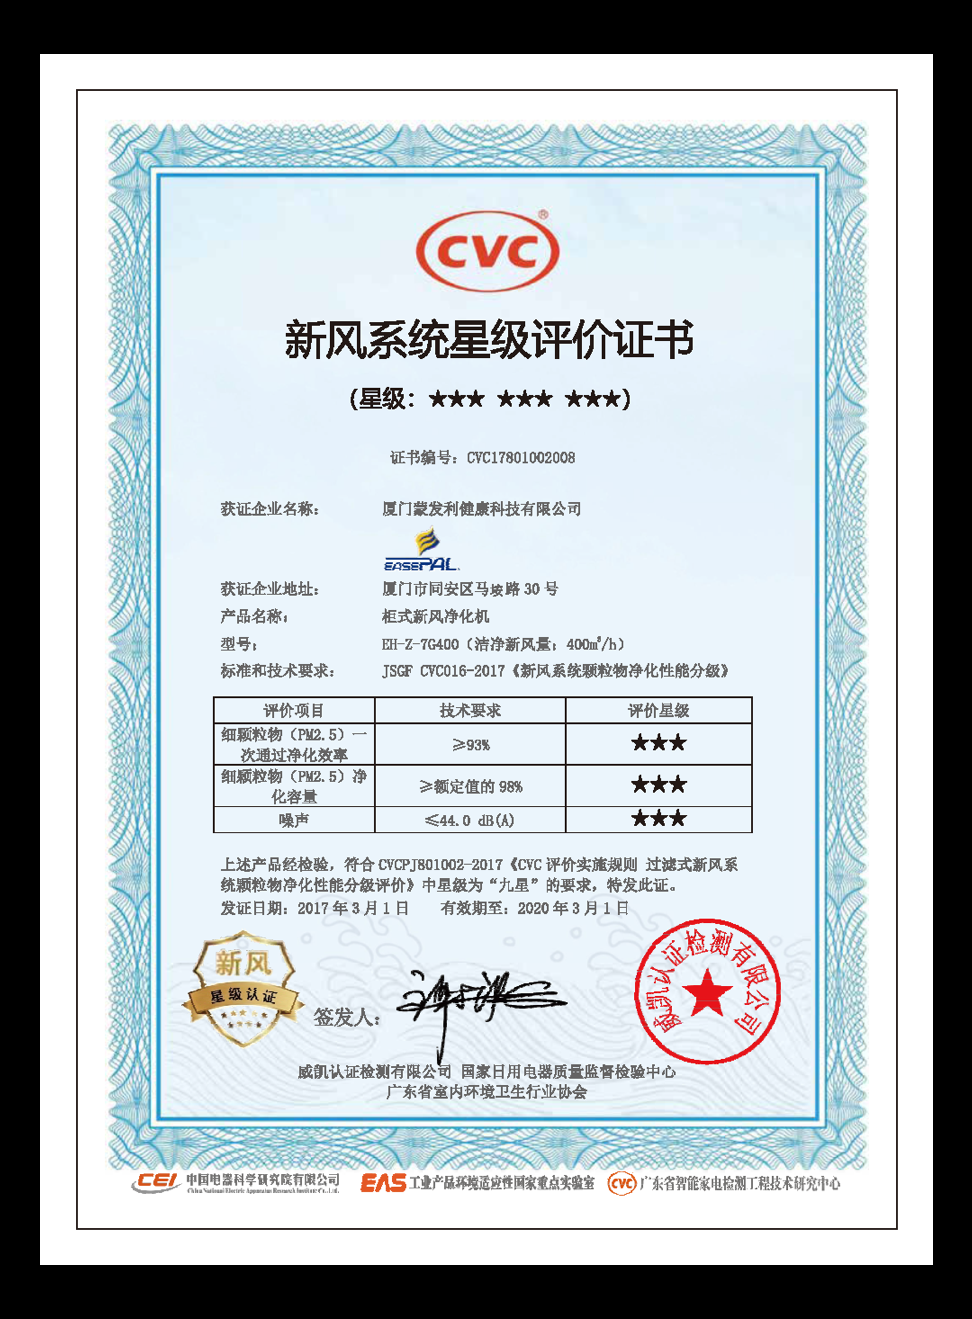 CVC®
新风系统星级评价证书
(星级：★★★ ★★★ ★★★)
证书编号：CVC17801002008
获证企业名称： 厦门蒙发利健康科技有限公司
EASEPAL
获证企业地址： 厦门市同安区马垵路 30 号
产品名称： 柜式新风净化机
型号： EH-Z-7G400（洁净新风量：400m³/h）
标准和技术要求： JSGF CVC016-2017《新风系统颗粒物净化性能分级》
评价项目 技术要求 评价星级
细颗粒物（PM2.5）一
次通过净化效率 ≥93% ★★★
细颗粒物（PM2.5）净
化容量 ≥额定值的 98% ★★★
噪声 ≤44.0 dB(A) ★★★
上述产品经检验，符合 CVCPJ801002-2017《CVC 评价实施规则 过滤式新风系
统颗粒物净化性能分级评价》中星级为“九星”的要求，特发此证。
发证日期：2017 年 3 月 1 日 有效期至：2020 年 3 月 1 日
新风
星级认证
签发人：
威凯认证检测有限公司
威凯认证检测有限公司 国家日用电器质量监督检验中心
广东省室内环境卫生行业协会
CEI 中国电器科学研究院有限公司
China National Electric Apparatus Research Institute Co., Ltd.
EAS 工业产品环境适应性国家重点实验室
CVC 广东省智能家电检测工程技术研究中心